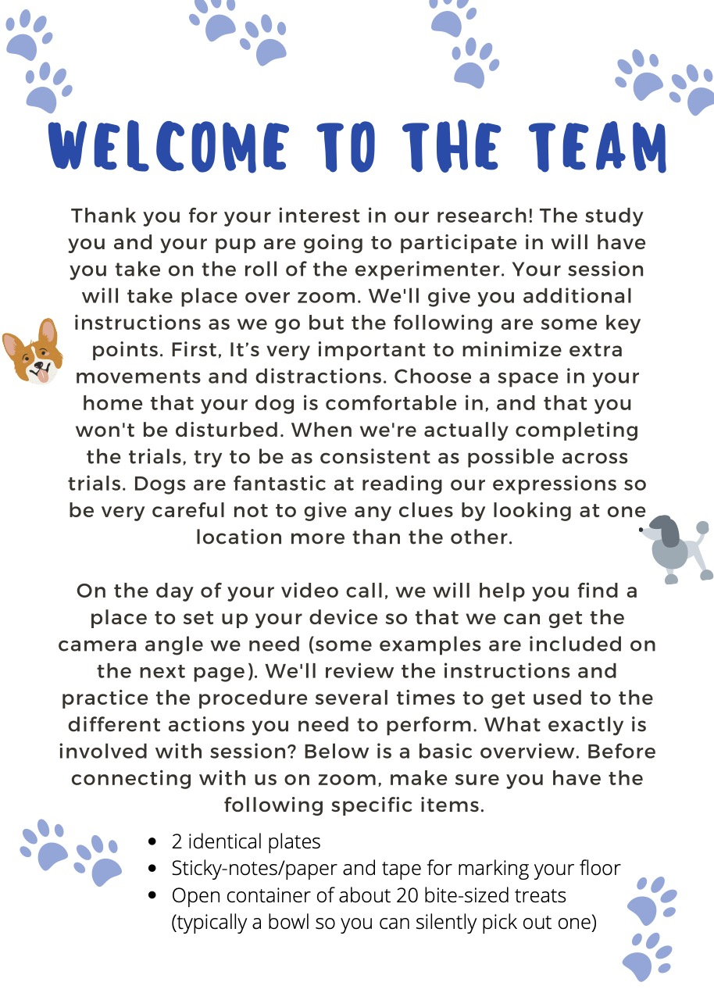 WELCOME TO THE TEAM
Thank you for your interest in our research! The study
you and your pup are going to participate in will have
you take on the roll of the experimenter. Your session
will take place over zoom. We'll give you additional
instructions as we go but the following are some key
points. First, It’s very important to minimize extra
movements and distractions. Choose a space in your
home that your dog is comfortable in, and that you
won't be disturbed. When we're actually completing
the trials, try to be as consistent as possible across
trials. Dogs are fantastic at reading our expressions so
be very careful not to give any clues by looking at one
location more than the other.
On the day of your video call, we will help you find a
place to set up your device so that we can get the
camera angle we need (some examples are included on
the next page). We'll review the instructions and
practice the procedure several times to get used to the
different actions you need to perform. What exactly is
involved with session? Below is a basic overview. Before
connecting with us on zoom, make sure you have the
following specific items.
• 2 identical plates
• Sticky-notes/paper and tape for marking your floor
• Open container of about 20 bite-sized treats
(typically a bowl so you can silently pick out one)